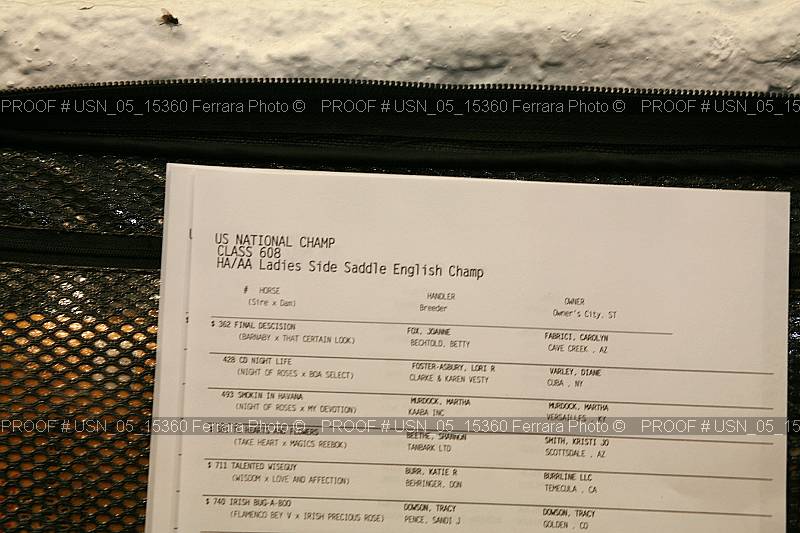 PROOF # USN_05_15360 Ferrara Photo © PROOF # USN_05_15360 Ferrara Photo © PROOF # USN_05_15
US NATIONAL CHAMP
CLASS 608
HA/AA Ladies Side Saddle English Champ
# HORSE HANDLER OWNER
(Sire x Dam) Breeder Owner's City, ST
$ 362 FINAL DESCISION FOX, JOANNE FABRICI, CAROLYN
(BARNABY x THAT CERTAIN LOOK) BECHTOLD, BETTY CAVE CREEK , AZ
428 CD NIGHT LIFE FOSTER-ASBURY, LORI R VARLEY, DIANE
(NIGHT OF ROSES x BOA SELECT) CLARKE & KAREN VESTY CUBA , NY
493 SMOKIN IN HAVANA MURDOCK, MARTHA MURDOCK, MARTHA
(NIGHT OF ROSES x MY DEVOTION) KAABA INC VERSAILLES , KY
PROOF # USN_05_15360 Ferrara Photo © PROOF # USN_05_15360 Ferrara Photo © PROOF # USN_05_15
BEETHE, SHANNON SMITH, KRISTI JO
(TAKE HEART x MAGICS REEBOK) TANBARK LTD SCOTTSDALE , AZ
$ 711 TALENTED WISEGUY BURR, KATIE R BURRLINE LLC
(WISDOM x LOVE AND AFFECTION) BEHRINGER, DON TEMECULA , CA
$ 740 IRISH BUG-A-BOO DOWSON, TRACY DOWSON, TRACY
(FLAMENCO BEY V x IRISH PRECIOUS ROSE) PENCE, SANDI J GOLDEN , CO